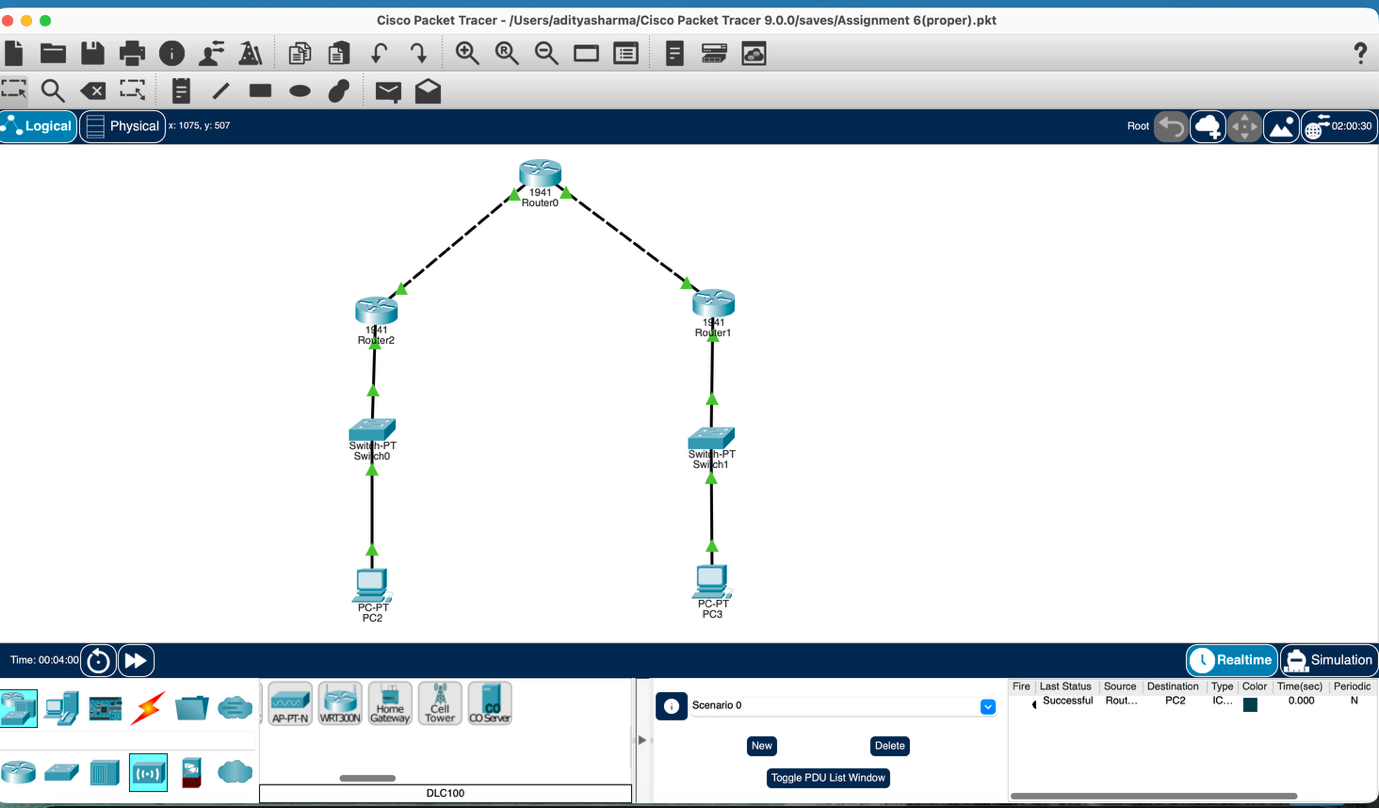 Cisco Packet Tracer - /Users/adityasharma/Cisco Packet Tracer 9.0.0/saves/Assignment 6(proper).pkt
Logical
Physical
x: 1075, y: 507
Root
02:00:30
1941
Router0
1941
Router2
1941
Router1
Switch-PT
Switch0
Switch-PT
Switch1
PC-PT
PC2
PC-PT
PC3
Time: 00:04:00
Realtime
Simulation
AP-PT-N
WRT300N
Home
Gateway
Cell
Tower
CO
CO Server
DLC100
Scenario 0
New
Delete
Toggle PDU List Window
Fire Last Status Source Destination Type Color Time(sec) Periodic
Successful Rout... PC2 IC... 0.000 N